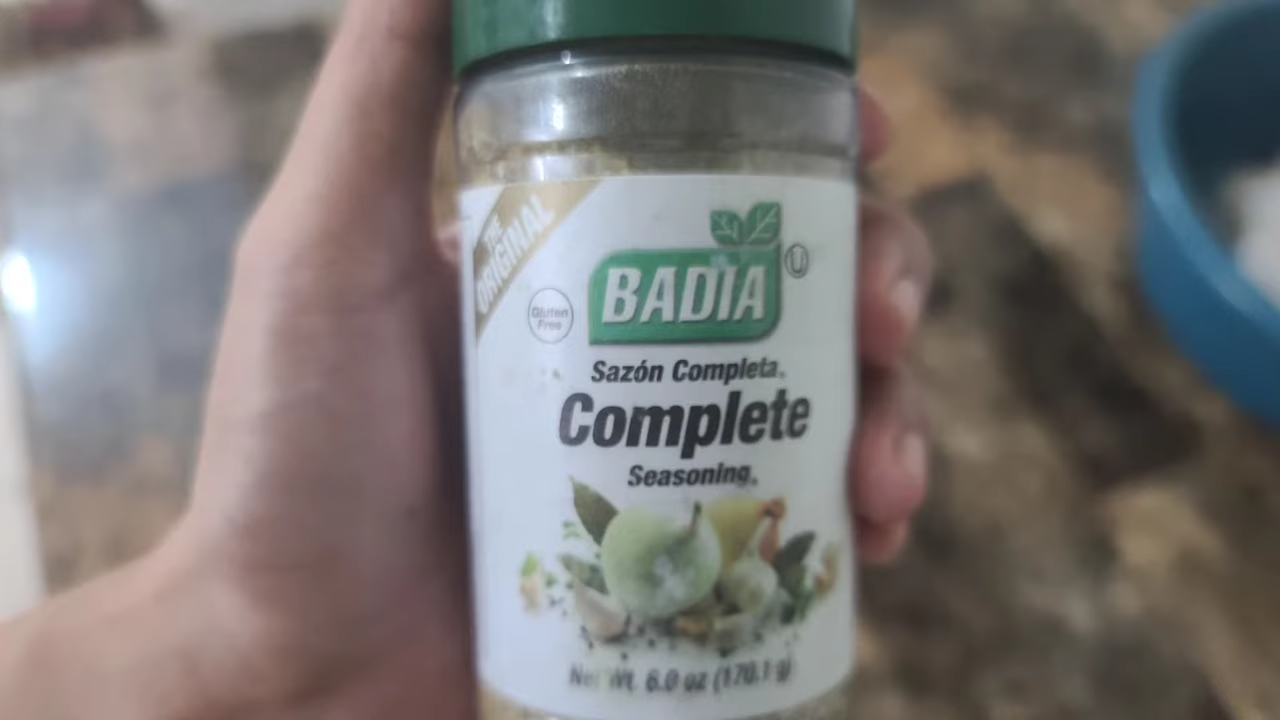 THE
ORIGINAL
BADIA
U
Gluten
Free
Sazón Completa.
Complete
Seasoning.
Net Wt. 6.0 oz (170.1 g)